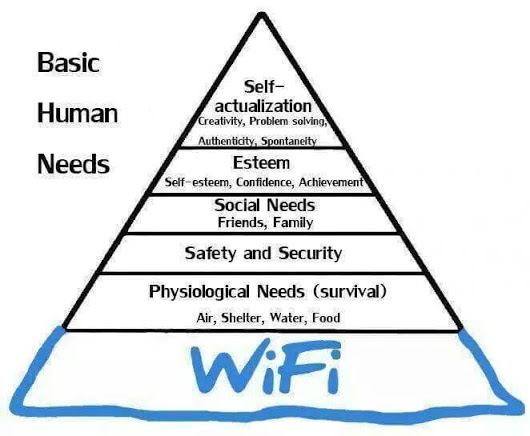 Basic
Human
Needs
Self-
actualization
Creativity, Problem solving,
Authenticity, Spontaneity
Esteem
Self-esteem, Confidence, Achievement
Social Needs
Friends, Family
Safety and Security
Physiological Needs (survival)
Air, Shelter, Water, Food
WiFi